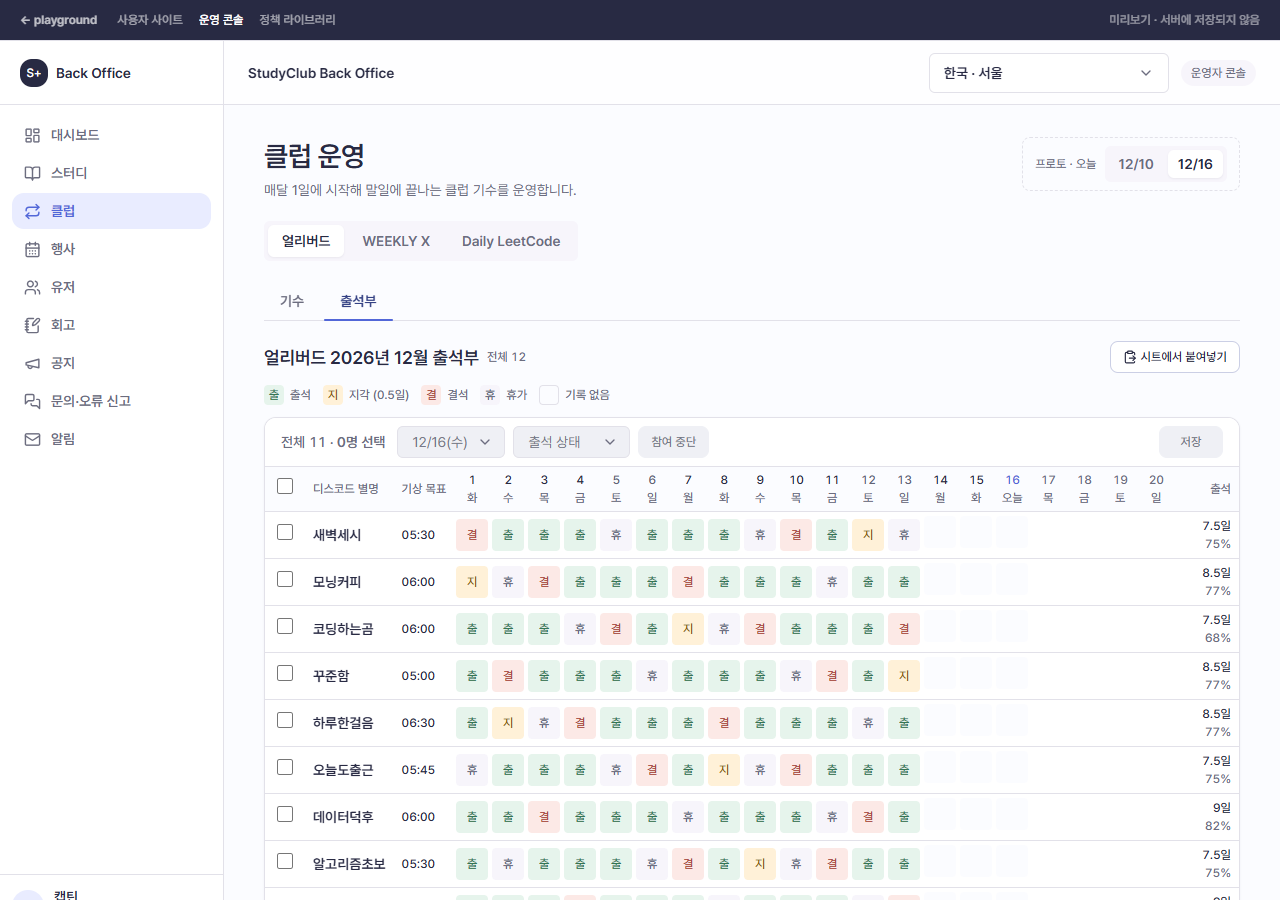 ← playground 사용자 사이트 운영 콘솔 정책 라이브러리 미리보기 · 서버에 저장되지 않음
S+ Back Office
StudyClub Back Office 한국 · 서울 운영자 콘솔
대시보드
스터디
클럽
행사
유저
회고
공지
문의·오류 신고
알림
캡틴
클럽 운영
매달 1일에 시작해 말일에 끝나는 클럽 기수를 운영합니다.
프로토 · 오늘 12/10 12/16
얼리버드 WEEKLY X Daily LeetCode
기수 출석부
얼리버드 2026년 12월 출석부 전체 12 시트에서 붙여넣기
출 출석 지 지각 (0.5일) 결 결석 휴 휴가 기록 없음
전체 11 · 0명 선택 12/16(수) 출석 상태 참여 중단 저장
디스코드 별명 기상 목표 1 2 3 4 5 6 7 8 9 10 11 12 13 14 15 16 17 18 19 20 출석
화 수 목 금 토 일 월 화 수 목 금 토 일 월 화 오늘 목 금 토 일
새벽세시 05:30 결 출 출 출 휴 출 출 출 휴 결 출 지 휴 7.5일
75%
모닝커피 06:00 지 휴 결 출 출 출 결 출 출 출 휴 출 출 8.5일
77%
코딩하는곰 06:00 출 출 출 휴 결 출 지 휴 결 출 출 출 결 7.5일
68%
꾸준함 05:00 출 결 출 출 출 휴 출 출 출 휴 결 출 지 8.5일
77%
하루한걸음 06:30 출 지 휴 결 출 출 출 결 출 출 출 휴 출 8.5일
77%
오늘도출근 05:45 휴 출 출 출 휴 결 출 지 휴 결 출 출 출 7.5일
75%
데이터덕후 06:00 출 출 결 출 출 출 휴 출 출 출 휴 결 출 9일
82%
알고리즘초보 05:30 출 휴 출 출 출 휴 결 출 지 휴 결 출 출 7.5일
75%